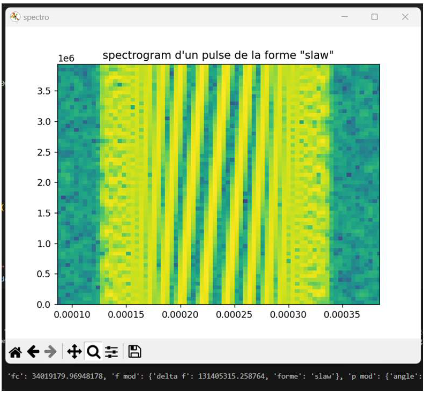 spectro
1e6
spectrogram d'un pulse de la forme "slaw"
3.5
3.0
2.5
2.0
1.5
1.0
0.5
0.0
0.00010 0.00015 0.00020 0.00025 0.00030 0.00035
'fc': 34019179.96948178, 'f mod': {'delta f': 131405315.258764, 'forme': 'slaw'}, 'p mod': {'angle':